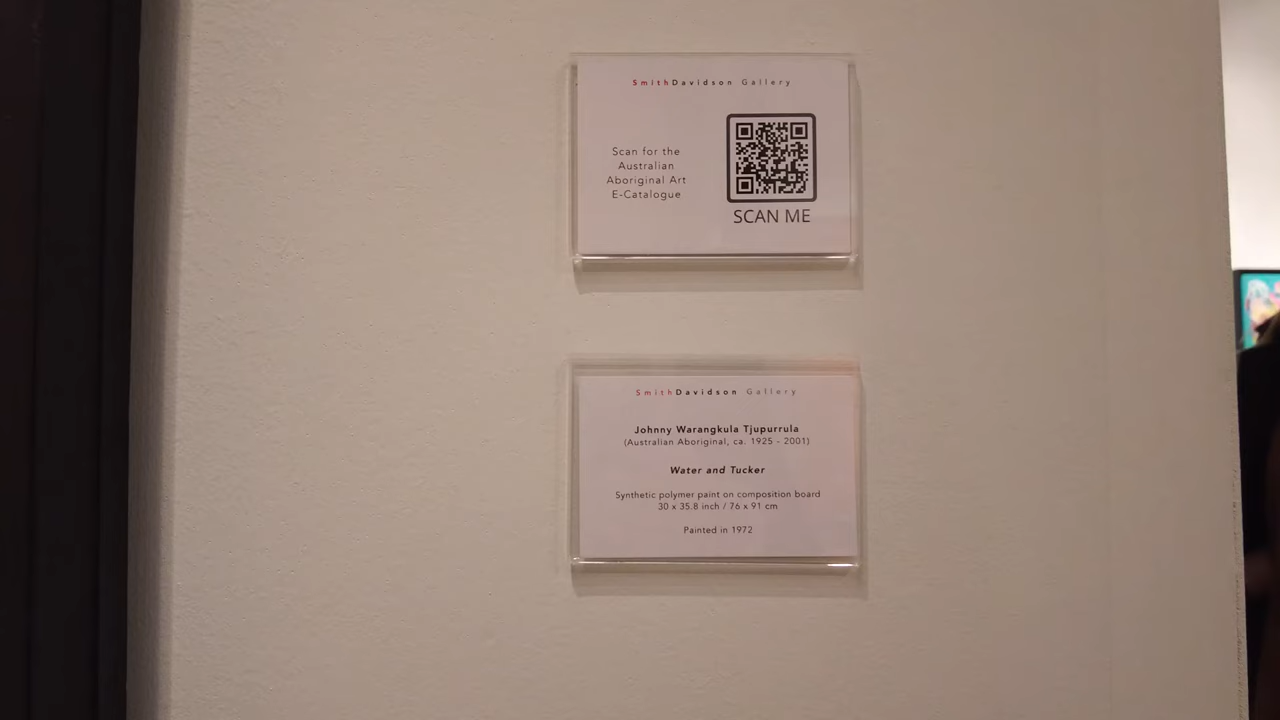 SmithDavidson Gallery
Scan for the
Australian
Aboriginal Art
E-Catalogue
SCAN ME
SmithDavidson Gallery
Johnny Warangkula Tjupurrula
(Australian Aboriginal, ca. 1925 - 2001)
Water and Tucker
Synthetic polymer paint on composition board
30 x 35.8 inch / 76 x 91 cm
Painted in 1972